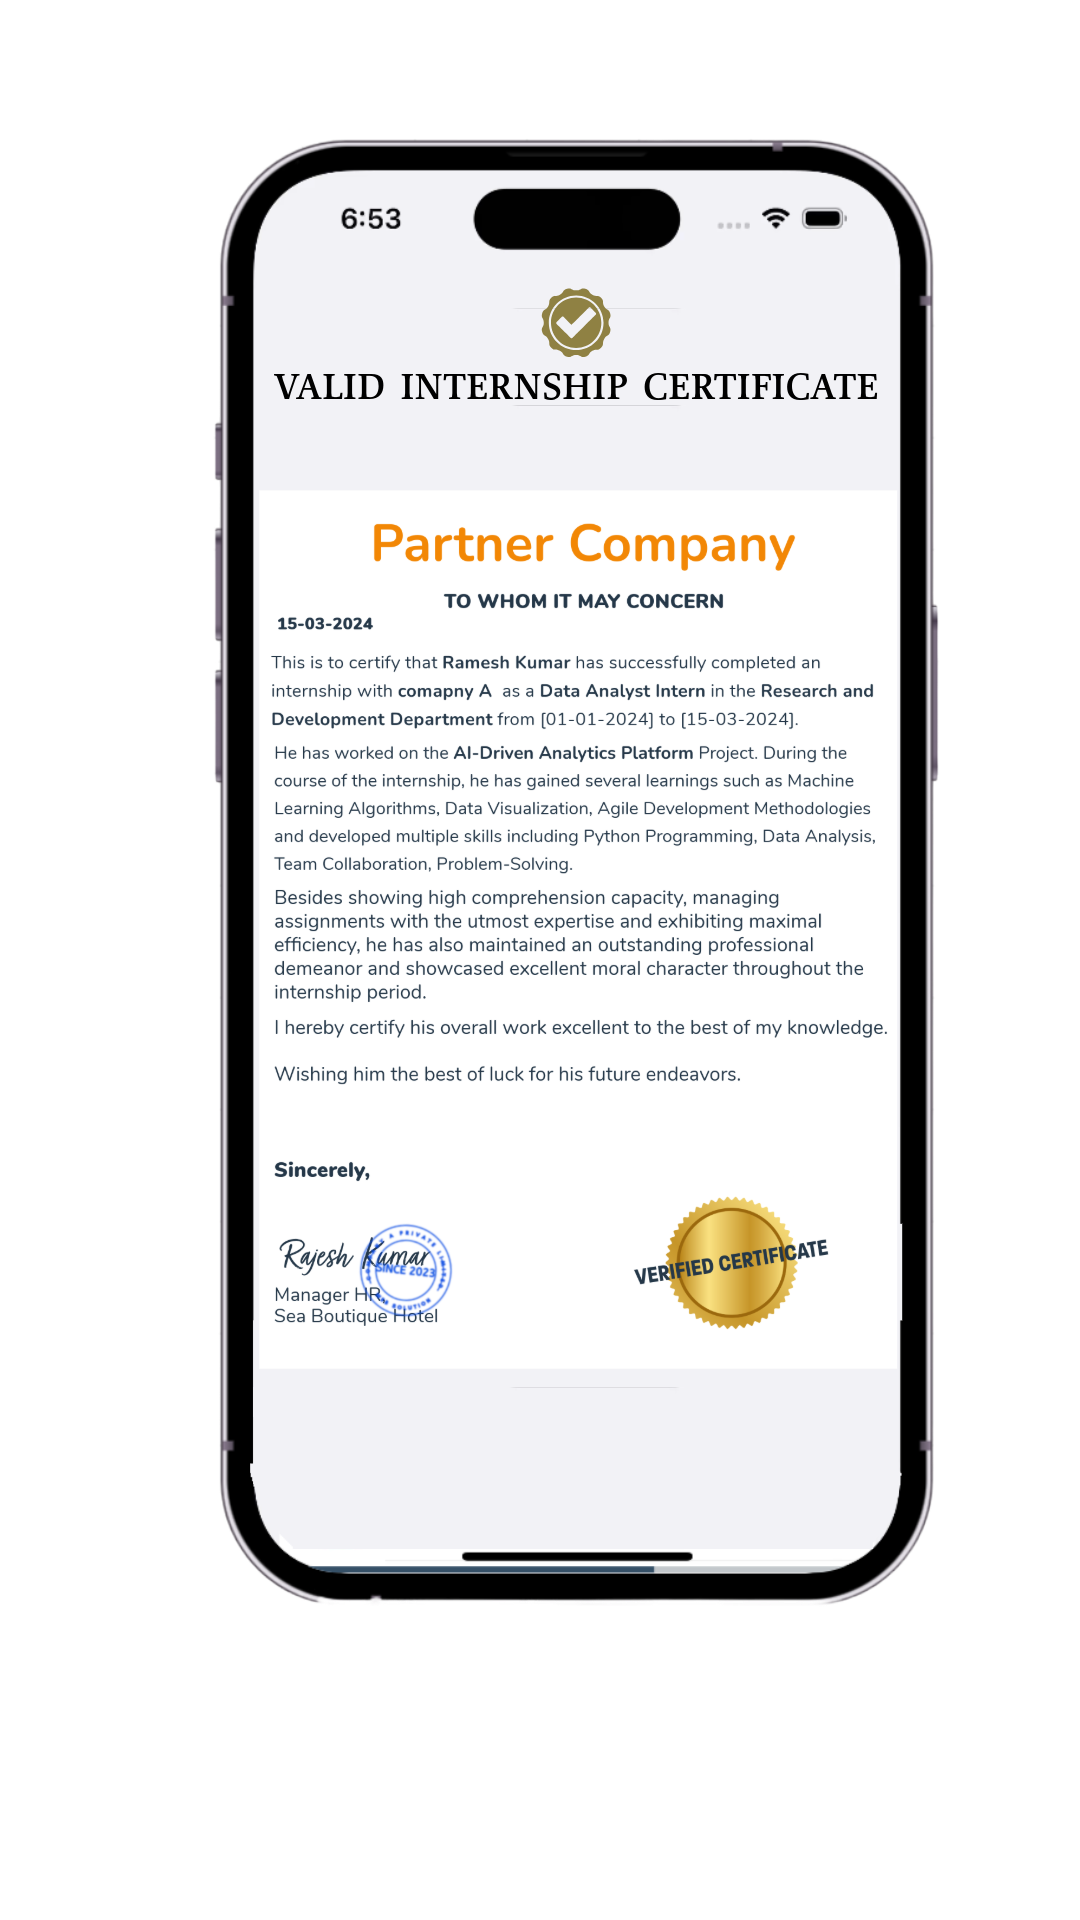 6:53
VALID INTERNSHIP CERTIFICATE
Partner Company
TO WHOM IT MAY CONCERN
15-03-2024
This is to certify that Ramesh Kumar has successfully completed an
internship with comapny A as a Data Analyst Intern in the Research and
Development Department from [01-01-2024] to [15-03-2024].
He has worked on the AI-Driven Analytics Platform Project. During the
course of the internship, he has gained several learnings such as Machine
Learning Algorithms, Data Visualization, Agile Development Methodologies
and developed multiple skills including Python Programming, Data Analysis,
Team Collaboration, Problem-Solving.
Besides showing high comprehension capacity, managing
assignments with the utmost expertise and exhibiting maximal
efficiency, he has also maintained an outstanding professional
demeanor and showcased excellent moral character throughout the
internship period.
I hereby certify his overall work excellent to the best of my knowledge.
Wishing him the best of luck for his future endeavors.
Sincerely,
Rajesh Kumar
A PRIVATE
SINCE 2023
SOLUTION
Manager HR,
Sea Boutique Hotel
VERIFIED CERTIFICATE